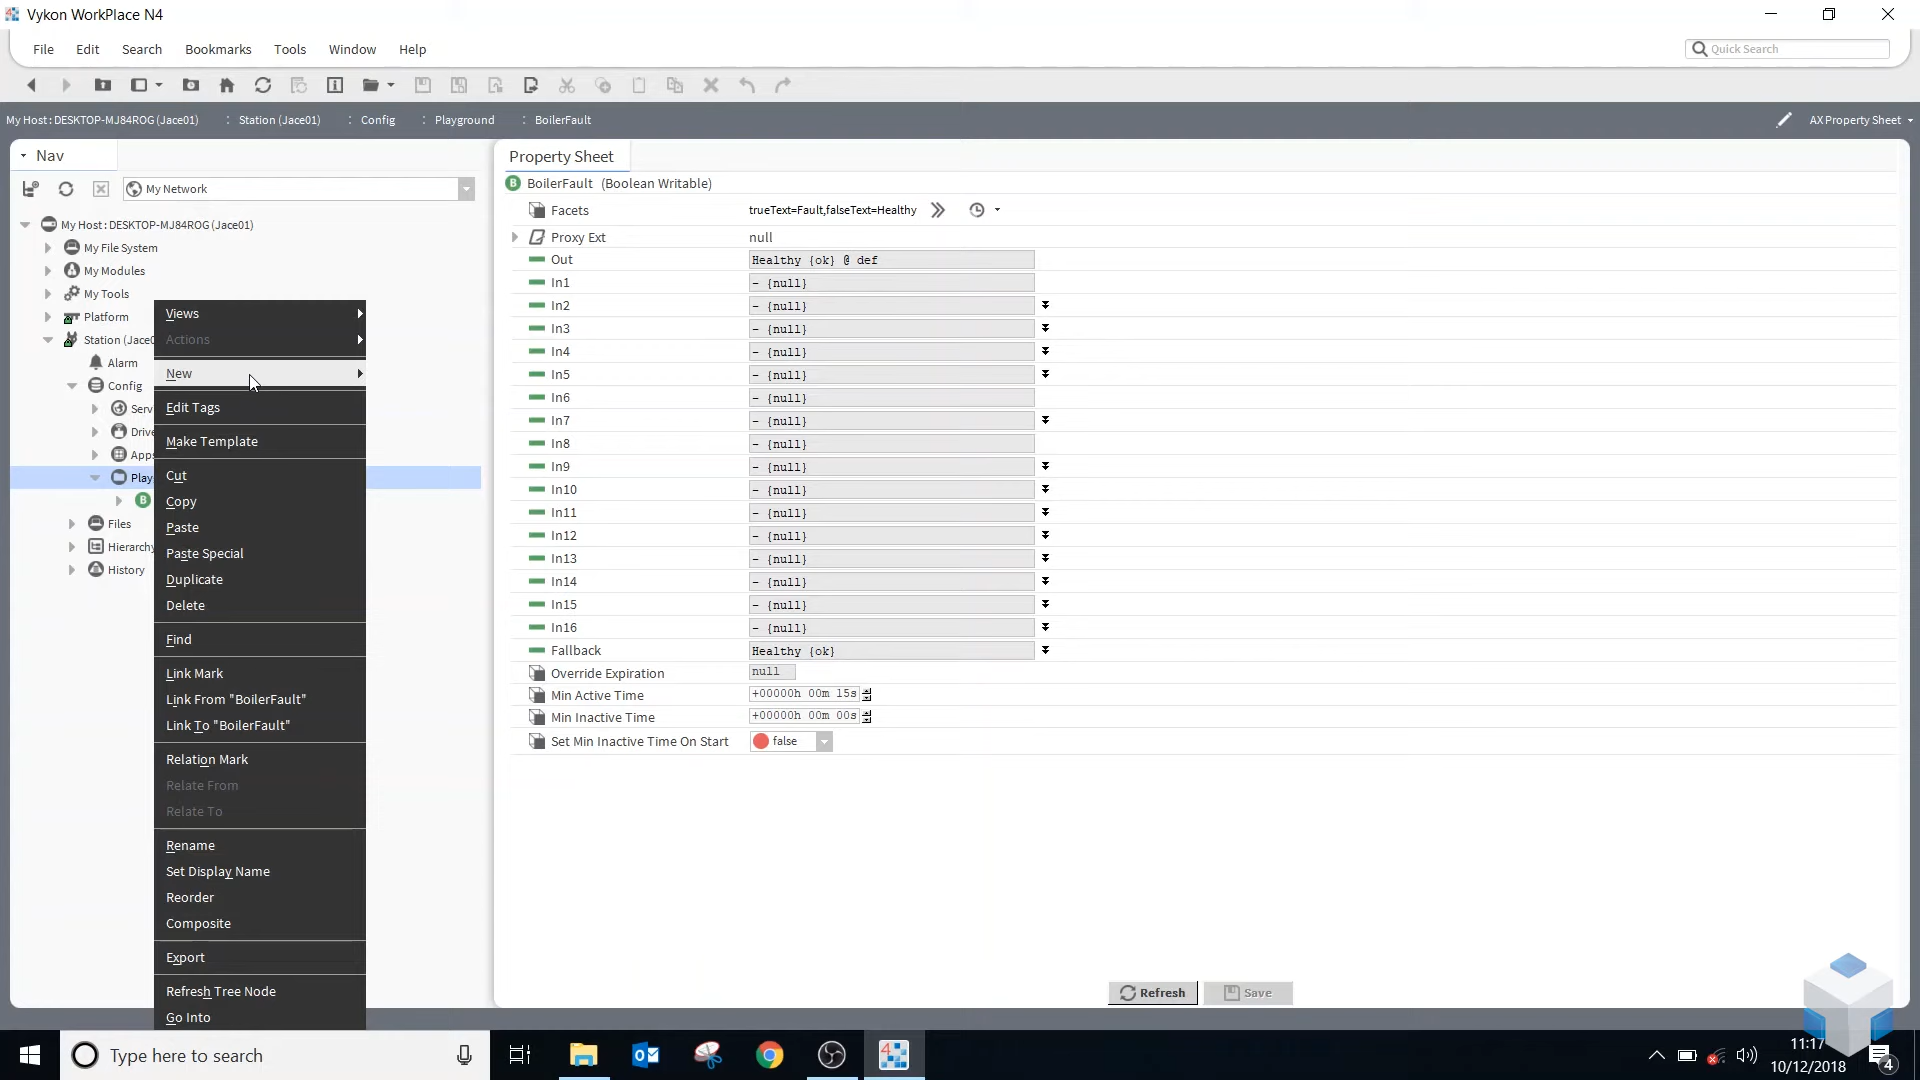 Vykon WorkPlace N4
File Edit Search Bookmarks Tools Window Help
Quick Search
My Host : DESKTOP-MJ84ROG (Jace01) : Station (Jace01) : Config : Playground : BoilerFault
AX Property Sheet
Nav
My Network
My Host : DESKTOP-MJ84ROG (Jace01)
My File System
My Modules
My Tools
Platform
Station (Jace0
Alarm
Config
Serv
Drive
Apps
Play
B
Files
Hierarchy
History
Views
Actions
New
Edit Tags
Make Template
Cut
Copy
Paste
Paste Special
Duplicate
Delete
Find
Link Mark
Link From "BoilerFault"
Link To "BoilerFault"
Relation Mark
Relate From
Relate To
Rename
Set Display Name
Reorder
Composite
Export
Refresh Tree Node
Go Into
Property Sheet
B BoilerFault (Boolean Writable)
Facets trueText=Fault,falseText=Healthy
Proxy Ext null
Out Healthy {ok} @ def
In1 - {null}
In2 - {null}
In3 - {null}
In4 - {null}
In5 - {null}
In6 - {null}
In7 - {null}
In8 - {null}
In9 - {null}
In10 - {null}
In11 - {null}
In12 - {null}
In13 - {null}
In14 - {null}
In15 - {null}
In16 - {null}
Fallback Healthy {ok}
Override Expiration null
Min Active Time +00000h 00m 15s
Min Inactive Time +00000h 00m 00s
Set Min Inactive Time On Start false
Refresh Save
Type here to search
11:17
10/12/2018
4